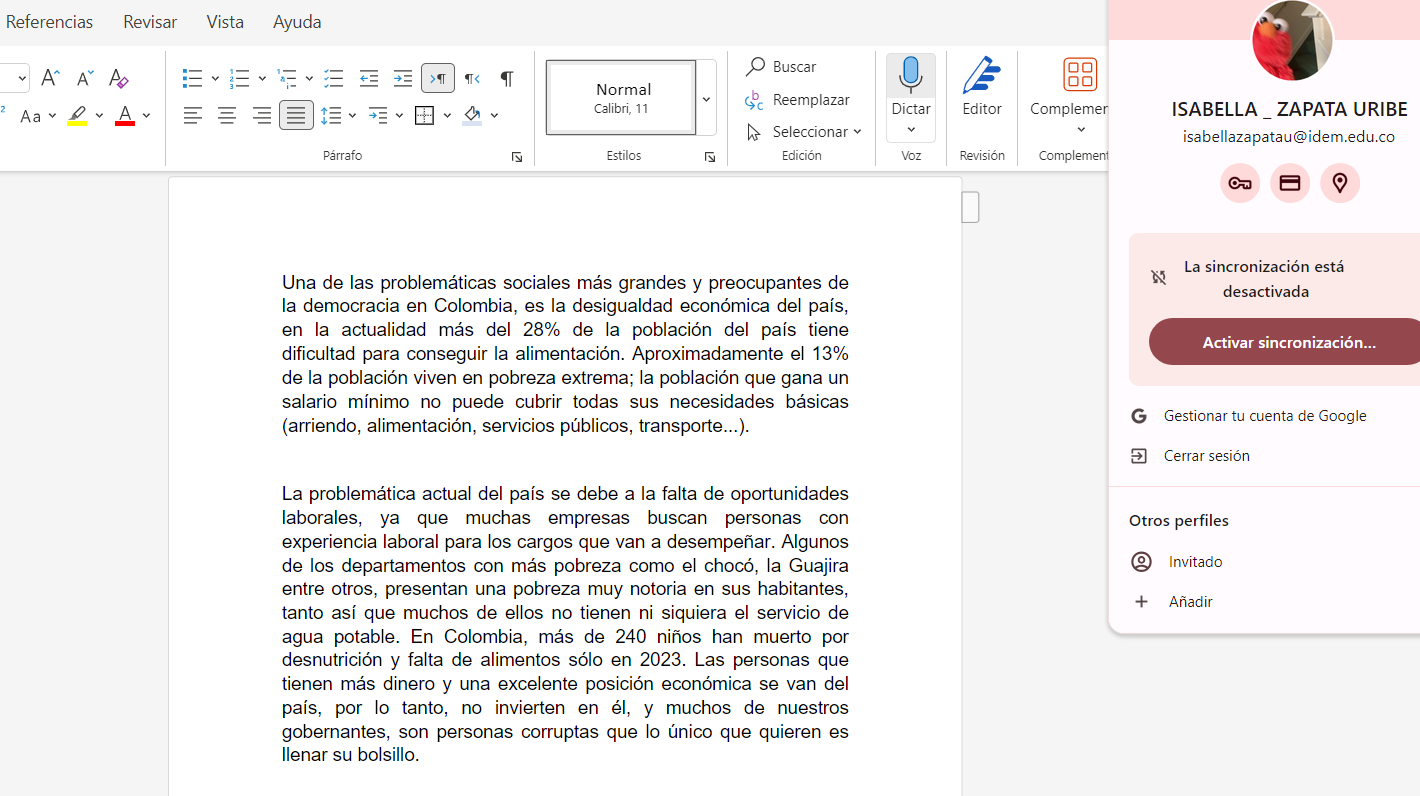 Referencias Revisar Vista Ayuda
Normal
Calibri, 11
Buscar
Reemplazar
Seleccionar
Dictar
Editor
Complemen
Párrafo
Estilos
Edición
Voz
Revisión
Complement
Una de las problemáticas sociales más grandes y preocupantes de
la democracia en Colombia, es la desigualdad económica del país,
en la actualidad más del 28% de la población del país tiene
dificultad para conseguir la alimentación. Aproximadamente el 13%
de la población viven en pobreza extrema; la población que gana un
salario mínimo no puede cubrir todas sus necesidades básicas
(arriendo, alimentación, servicios públicos, transporte...).
La problemática actual del país se debe a la falta de oportunidades
laborales, ya que muchas empresas buscan personas con
experiencia laboral para los cargos que van a desempeñar. Algunos
de los departamentos con más pobreza como el chocó, la Guajira
entre otros, presentan una pobreza muy notoria en sus habitantes,
tanto así que muchos de ellos no tienen ni siquiera el servicio de
agua potable. En Colombia, más de 240 niños han muerto por
desnutrición y falta de alimentos sólo en 2023. Las personas que
tienen más dinero y una excelente posición económica se van del
país, por lo tanto, no invierten en él, y muchos de nuestros
gobernantes, son personas corruptas que lo único que quieren es
llenar su bolsillo.
ISABELLA _ ZAPATA URIBE
isabellazapatau@idem.edu.co
La sincronización está
desactivada
Activar sincronización...
Gestionar tu cuenta de Google
Cerrar sesión
Otros perfiles
Invitado
Añadir